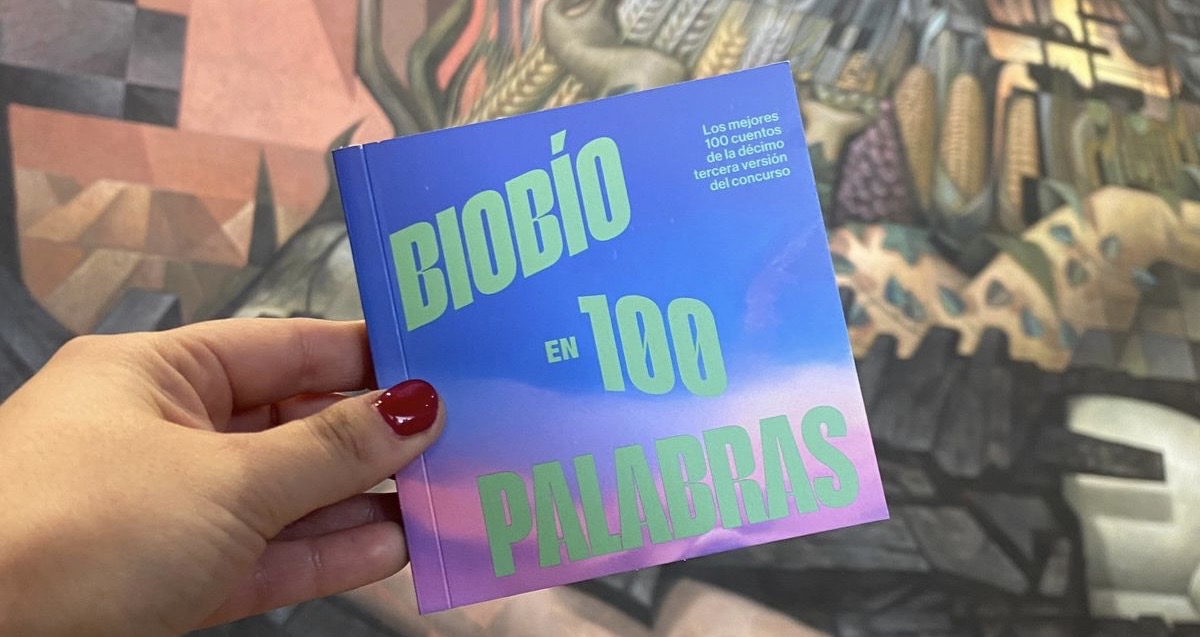 BIOBÍO
EN 100
PALABRAS
Los mejores
100 cuentos
de la décimo
tercera versión
del concurso